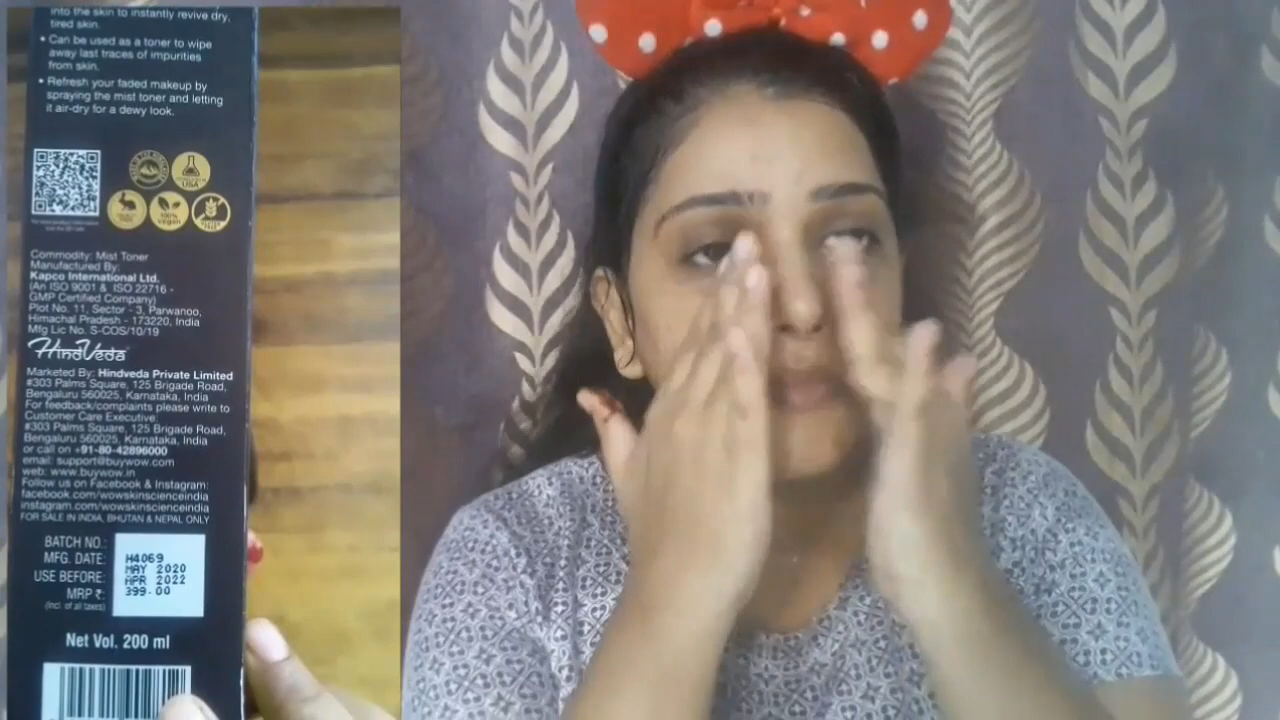 into the skin to instantly revive dry,
tired skin.
• Can be used as a toner to wipe
away last traces of impurities
from skin.
• Refresh your faded makeup by
spraying the mist toner and letting
it air-dry for a dewy look.
USA
100%
vegan
Commodity: Mist Toner
Manufactured By:
Kapco International Ltd.
(An ISO 9001 & ISO 22716 -
GMP Certified Company)
Plot No. 11, Sector - 3, Parwanoo,
Himachal Pradesh - 173220, India
Mfg Lic No. S-COS/10/19
HindVeda
Marketed By: Hindveda Private Limited
#303 Palms Square, 125 Brigade Road,
Bengaluru 560025, Karnataka, India
For feedback/complaints please write to
Customer Care Executive:
#303 Palms Square, 125 Brigade Road,
Bengaluru 560025, Karnataka, India
or call on +91-80-42896000
email: support@buywow.com
web: www.buywow.in
Follow us on Facebook & Instagram:
facebook.com/wowskinscienceindia
instagram.com/wowskinscienceindia
FOR SALE IN INDIA, BHUTAN & NEPAL ONLY
BATCH NO.: H4069
MFG. DATE: MAY 2020
USE BEFORE: APR 2022
MRP ₹: 399.00
(Incl. of all taxes)
Net Vol. 200 ml